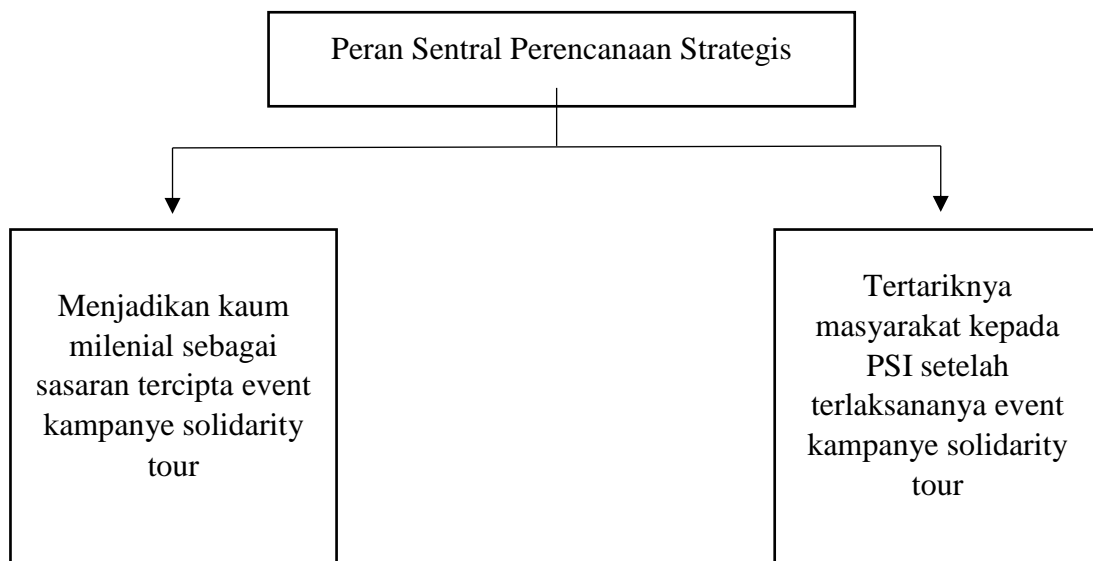 Peran Sentral Perencanaan Strategis
Menjadikan kaum
milenial sebagai
sasaran tercipta event
kampanye solidarity
tour
Tertariknya
masyarakat kepada
PSI setelah
terlaksananya event
kampanye solidarity
tour